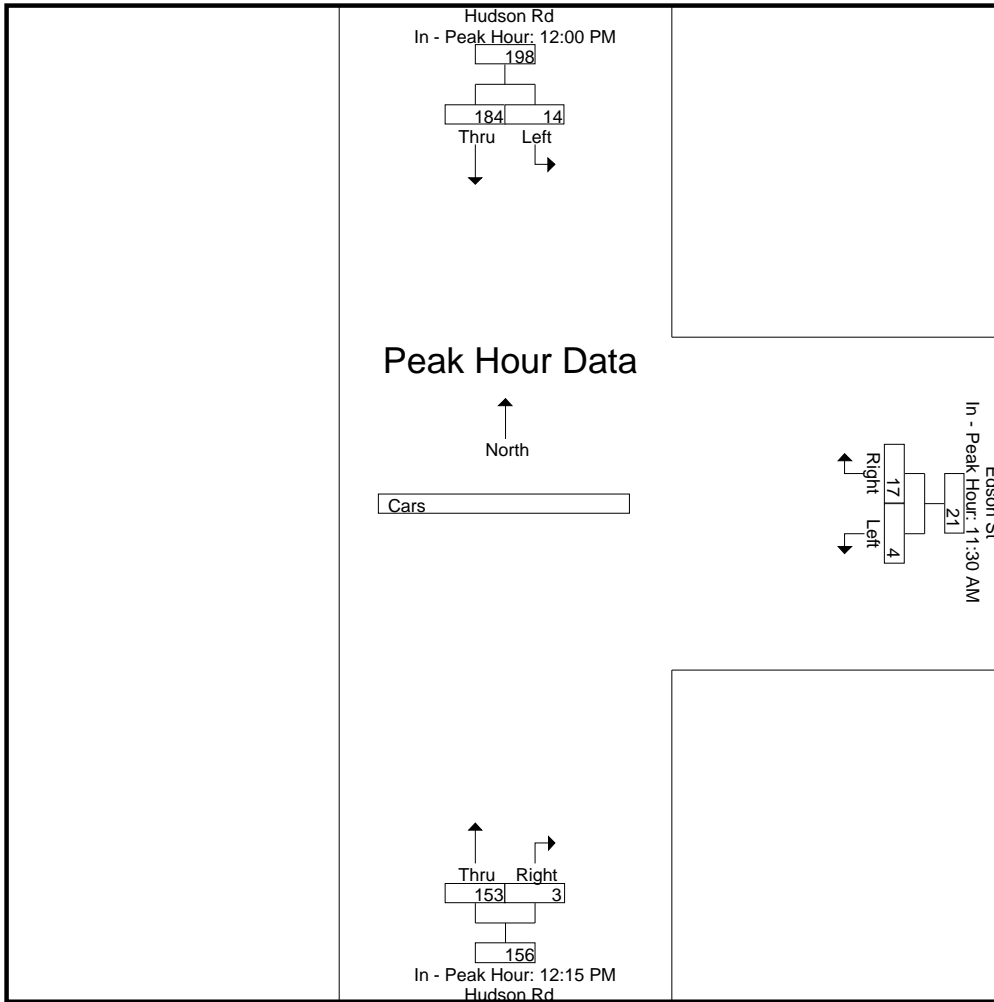 Hudson Rd
In - Peak Hour: 12:00 PM
198
184 14
Thru Left
Peak Hour Data
North
Cars
Edson St
In - Peak Hour: 11:30 AM
21
17 4
Right Left
Thru Right
153 3
156
In - Peak Hour: 12:15 PM
Hudson Rd